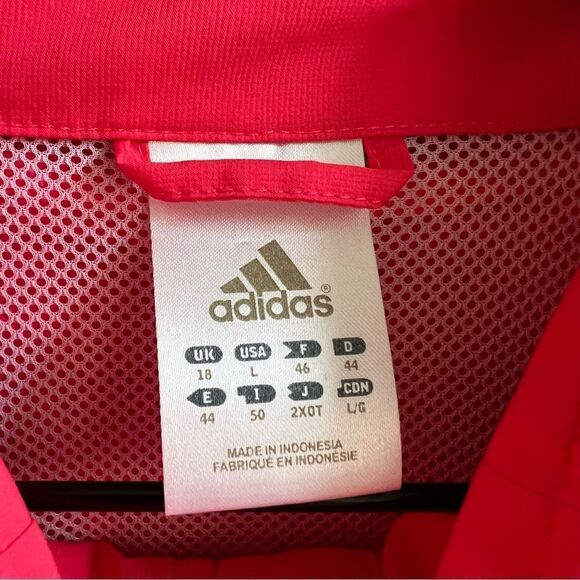 adidas®
UK USA F D
18 L 46 44
E I J CDN
44 50 2XOT L/G
MADE IN INDONESIA
FABRIQUÉ EN INDONÉSIE